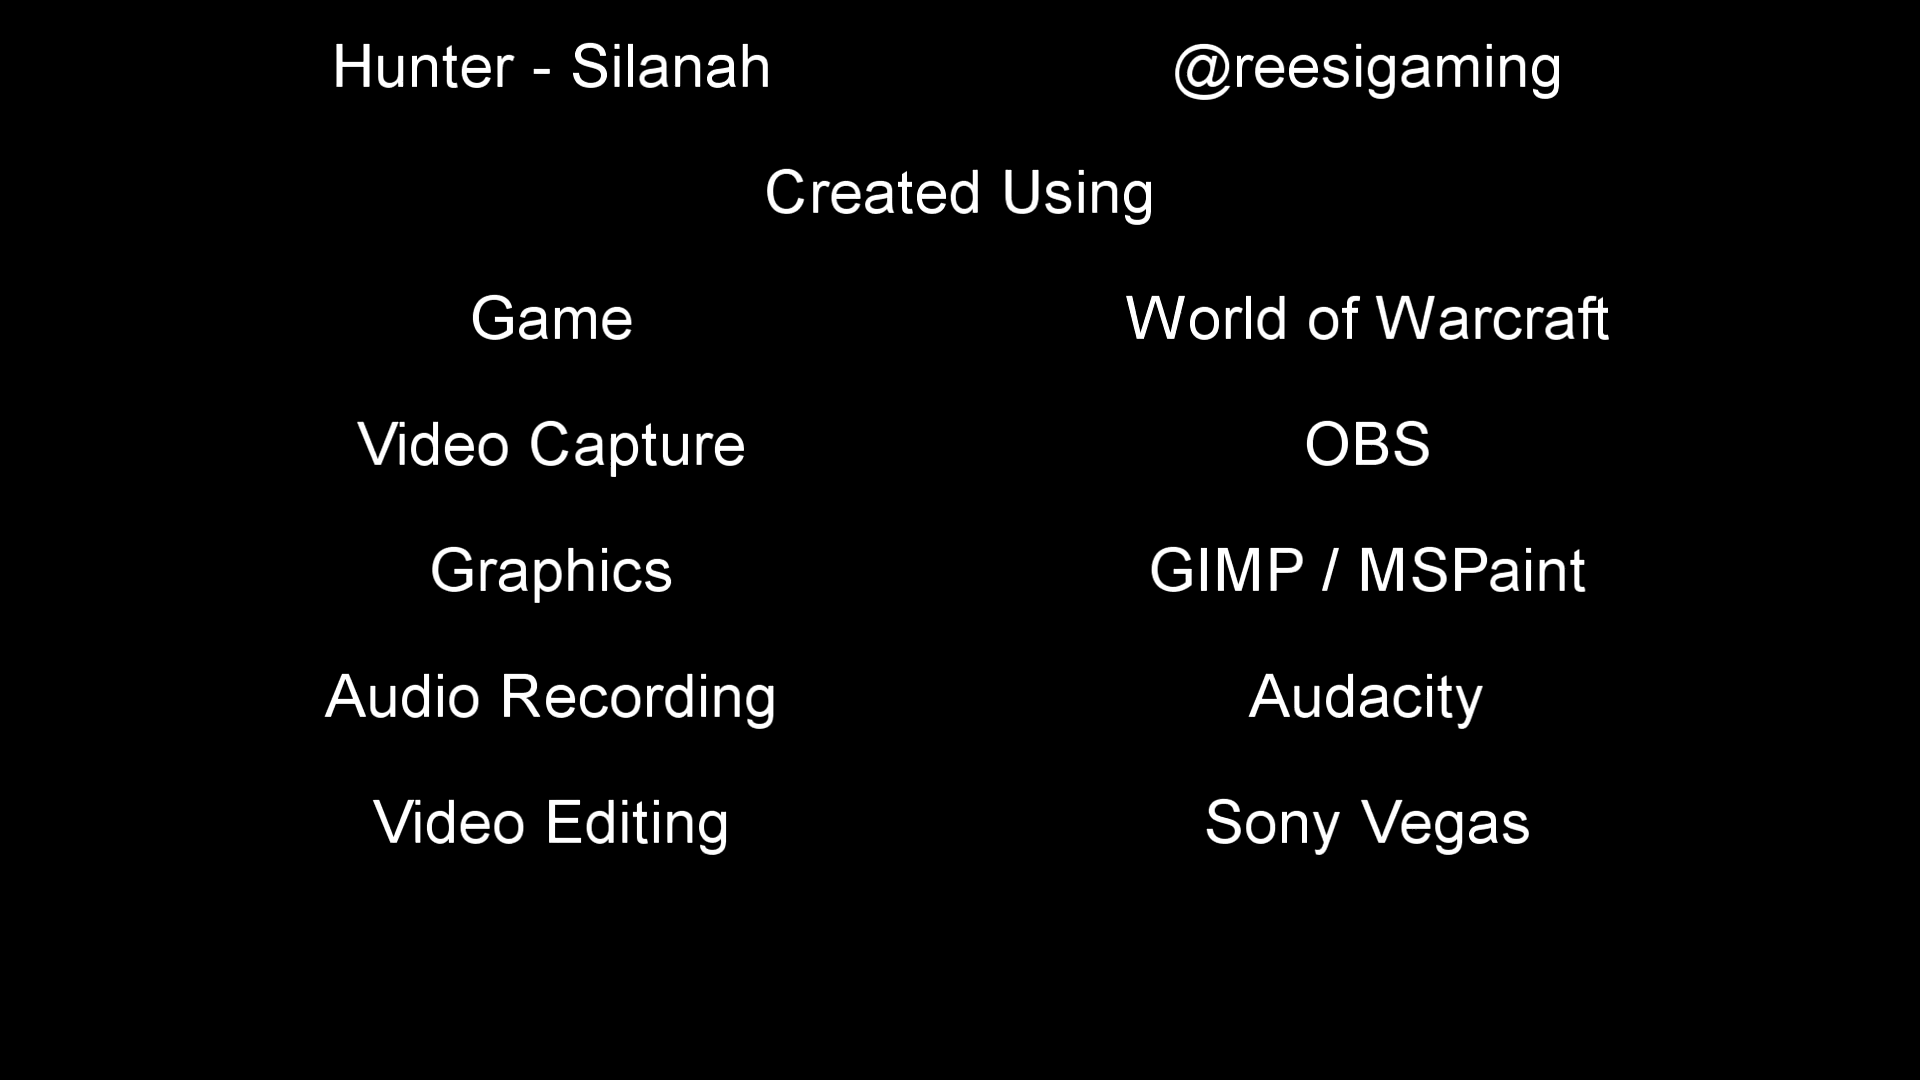 Hunter - Silanah @reesigaming
Created Using
Game World of Warcraft
Video Capture OBS
Graphics GIMP / MSPaint
Audio Recording Audacity
Video Editing Sony Vegas